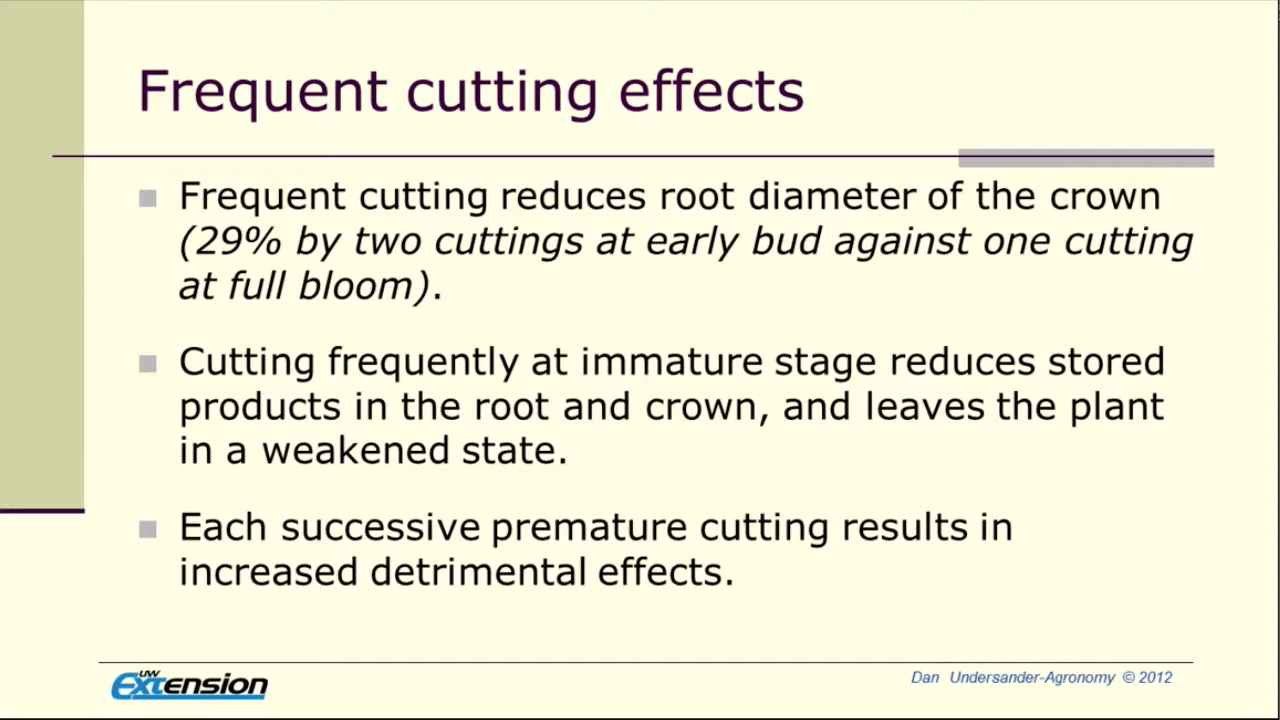 Frequent cutting effects
Frequent cutting reduces root diameter of the crown
(29% by two cuttings at early bud against one cutting
at full bloom).
Cutting frequently at immature stage reduces stored
products in the root and crown, and leaves the plant
in a weakened state.
Each successive premature cutting results in
increased detrimental effects.
UW
Extension
Dan Undersander-Agronomy © 2012